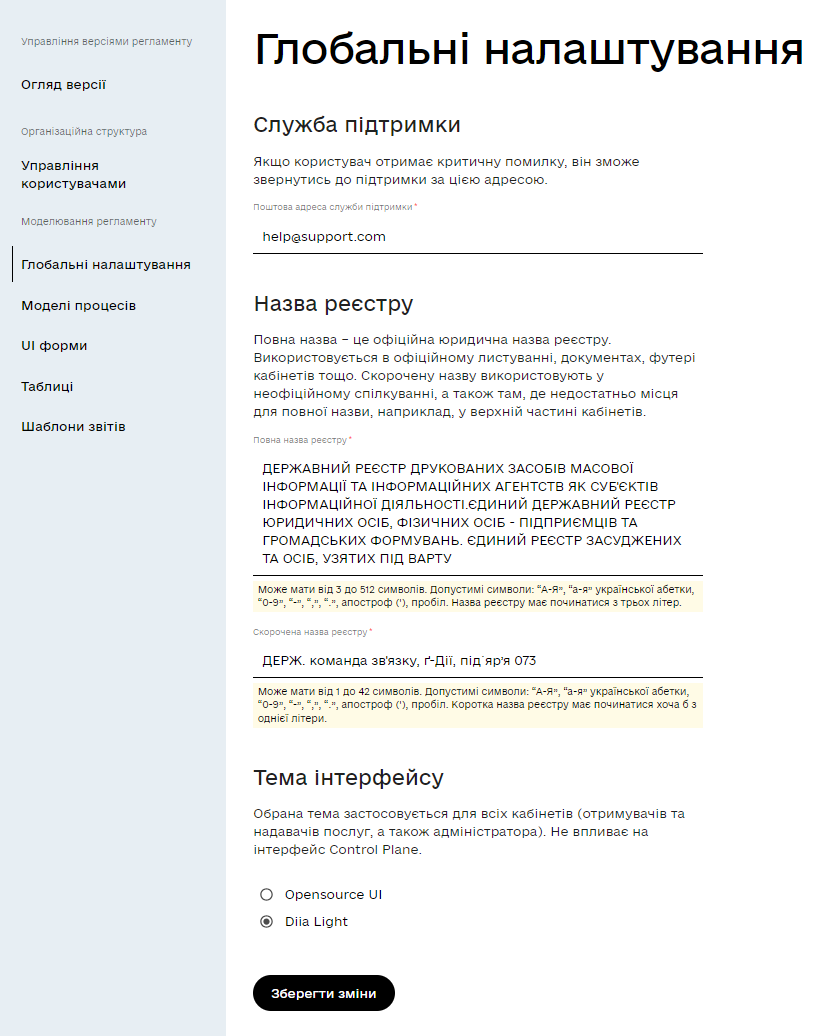 Управління версіями регламенту
Огляд версії
Організаційна структура
Управління
користувачами
Моделювання регламенту
Глобальні налаштування
Моделі процесів
UI форми
Таблиці
Шаблони звітів
Глобальні налаштування
Служба підтримки
Якщо користувач отримає критичну помилку, він зможе
звернутись до підтримки за цією адресою.
Поштова адреса служби підтримки *
help@support.com
Назва реєстру
Повна назва – це офіційна юридична назва реєстру.
Використовується в офіційному листуванні, документах, футері
кабінетів тощо. Скорочену назву використовують у
неофіційному спілкуванні, а також там, де недостатньо місця
для повної назви, наприклад, у верхній частині кабінетів.
Повна назва реєстру *
ДЕРЖАВНИЙ РЕЄСТР ДРУКОВАНИХ ЗАСОБІВ МАСОВОЇ
ІНФОРМАЦІЇ ТА ІНФОРМАЦІЙНИХ АГЕНТСТВ ЯК СУБ'ЄКТІВ
ІНФОРМАЦІЙНОЇ ДІЯЛЬНОСТІ.ЄДИНИЙ ДЕРЖАВНИЙ РЕЄСТР
ЮРИДИЧНИХ ОСІБ, ФІЗИЧНИХ ОСІБ - ПІДПРИЄМЦІВ ТА
ГРОМАДСЬКИХ ФОРМУВАНЬ. ЄДИНИЙ РЕЄСТР ЗАСУДЖЕНИХ
ТА ОСІБ, УЗЯТИХ ПІД ВАРТУ
Може мати від 3 до 512 символів. Допустимі символи: “А-Я”, “а-я” української абетки,
“0-9”, “-”, “,”, “.”, апостроф ('), пробіл. Назва реєстру має починатися з трьох літер.
Скорочена назва реєстру *
ДЕРЖ. команда зв'язку, ґ-Дії, підˈяр’я 073
Може мати від 1 до 42 символів. Допустимі символи: “А-Я”, “а-я” української абетки,
“0-9”, “-”, “,”, “.”, апостроф ('), пробіл. Коротка назва реєстру має починатися хоча б з
однієї літери.
Тема інтерфейсу
Обрана тема застосовується для всіх кабінетів (отримувачів та
надавачів послуг, а також адміністратора). Не впливає на
інтерфейс Control Plane.
Opensource UI
Diia Light
Зберегти зміни